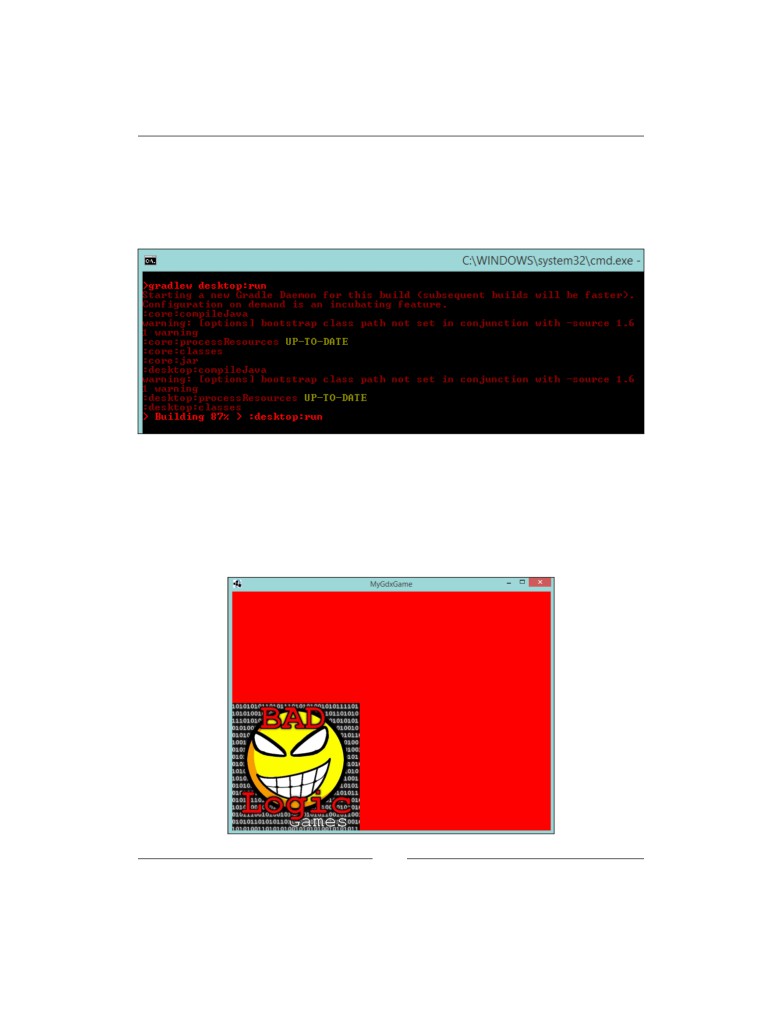 C:\WINDOWS\system32\cmd.exe -
>gradlew desktop:run
Starting a new Gradle Daemon for this build (subsequent builds will be faster).
Configuration on demand is an incubating feature.
:core:compileJava
warning: [options] bootstrap class path not set in conjunction with -source 1.6
1 warning
:core:processResources UP-TO-DATE
:core:classes
:core:jar
:desktop:compileJava
warning: [options] bootstrap class path not set in conjunction with -source 1.6
1 warning
:desktop:processResources UP-TO-DATE
:desktop:classes
> Building 87% > :desktop:run
MyGdxGame
BAD
Logic
Games